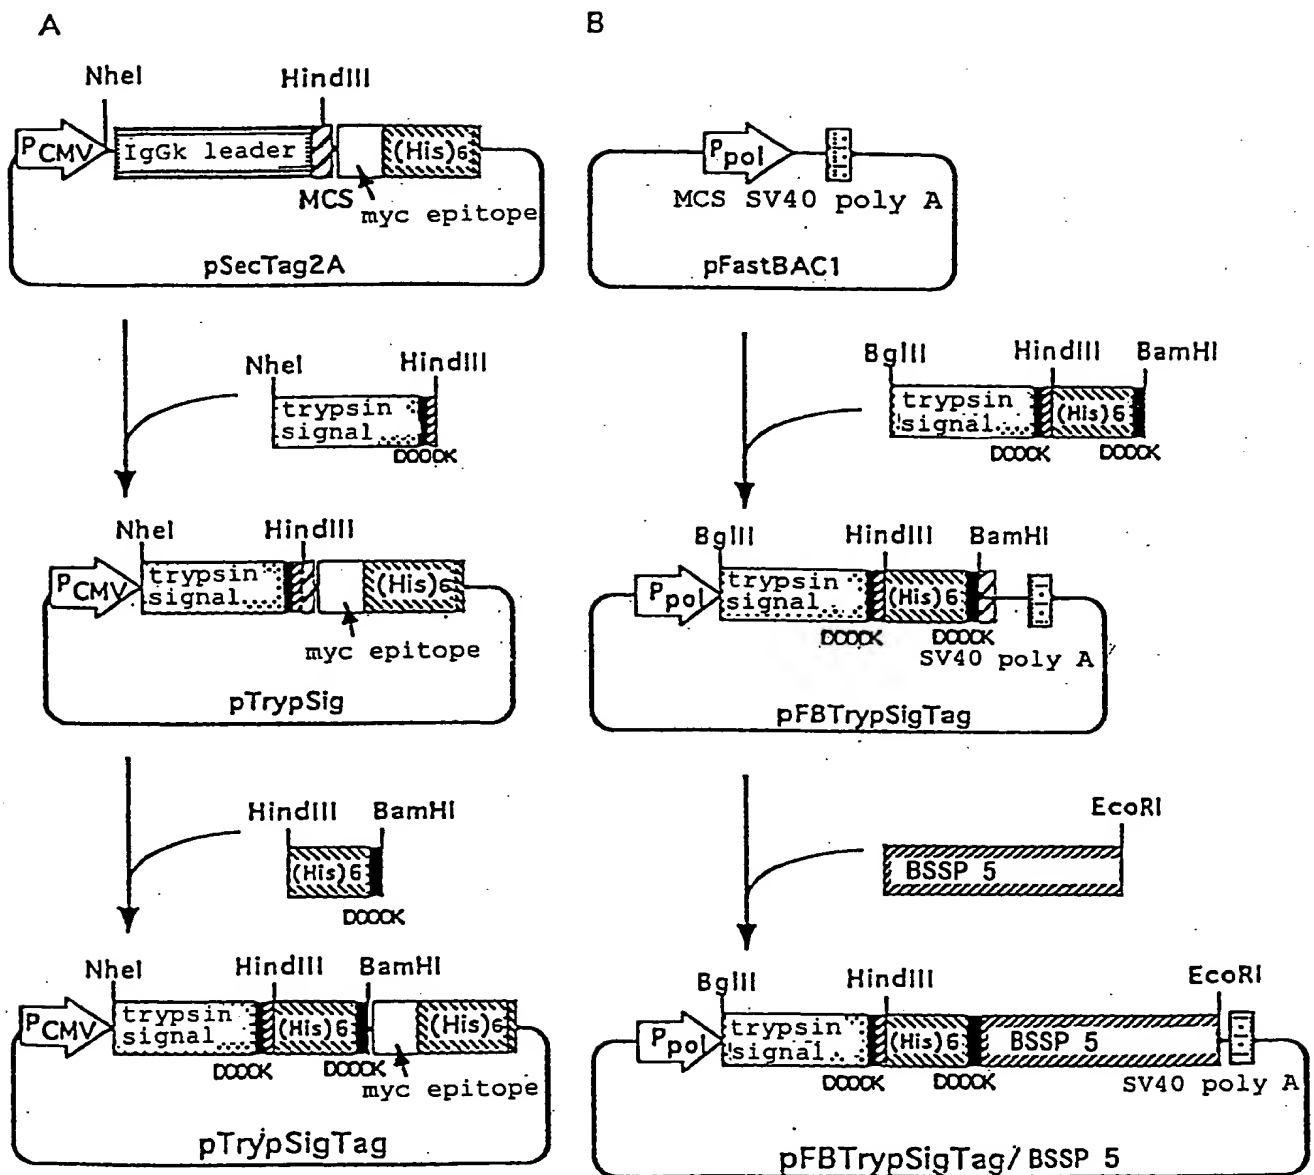 A
NheI
HindIII
PCMV
IgGk leader
(His)6
MCS
myc epitope
pSecTag2A
NheI
HindIII
trypsin
signal
DDDDK
NheI
HindIII
PCMV
trypsin
signal
(His)6
myc epitope
pTrypSig
HindIII
BamHI
(His)6
DDDDK
NheI
HindIII
BamHI
PCMV
trypsin
signal
(His)6
(His)6
DDDDK
DDDDK
myc epitope
pTrypSigTag
B
Ppol
MCS SV40 poly A
pFastBAC1
BglII
HindIII
BamHI
trypsin
signal
(His)6
DDDDK
DDDDK
BglII
HindIII
BamHI
Ppol
trypsin
signal
(His)6
DDDDK
DDDDK
SV40 poly A
pFBTrypSigTag
EcoRI
BSSP 5
BglII
HindIII
EcoRI
Ppol
trypsin
signal
(His)6
BSSP 5
DDDDK
DDDDK
SV40 poly A
pFBTrypSigTag/ BSSP 5